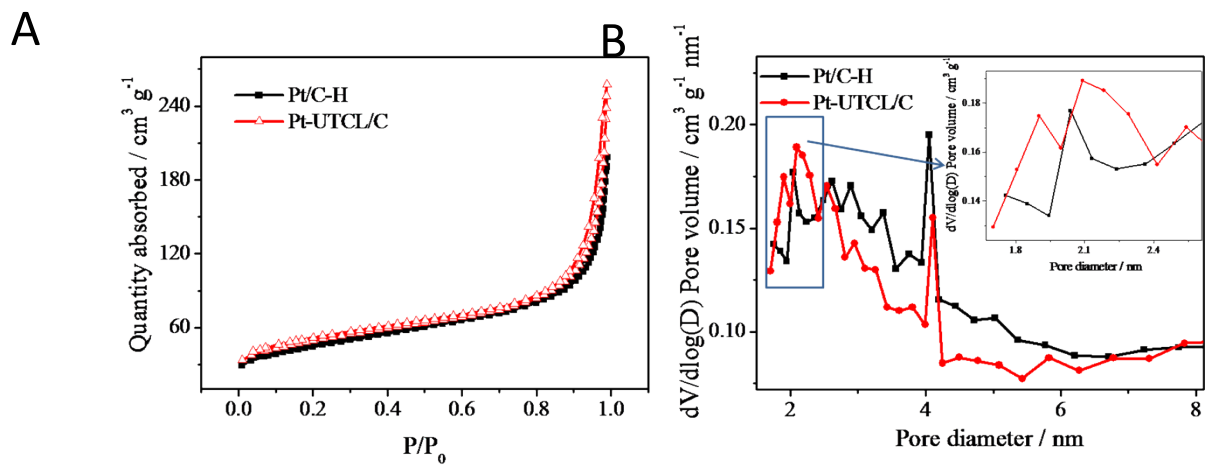 A
B
Quantity absorbed / cm³ g⁻¹
240
180
120
60
Pt/C-H
Pt-UTCL/C
0.0 0.2 0.4 0.6 0.8 1.0
P/P₀
dV/dlog(D) Pore volume / cm³ g⁻¹ nm⁻¹
0.20
0.15
0.10
Pt/C-H
Pt-UTCL/C
dV/dlog(D) Pore volume / cm³ g⁻¹
0.18
0.16
0.14
1.8 2.1 2.4
Pore diameter / nm
2 4 6 8
Pore diameter / nm